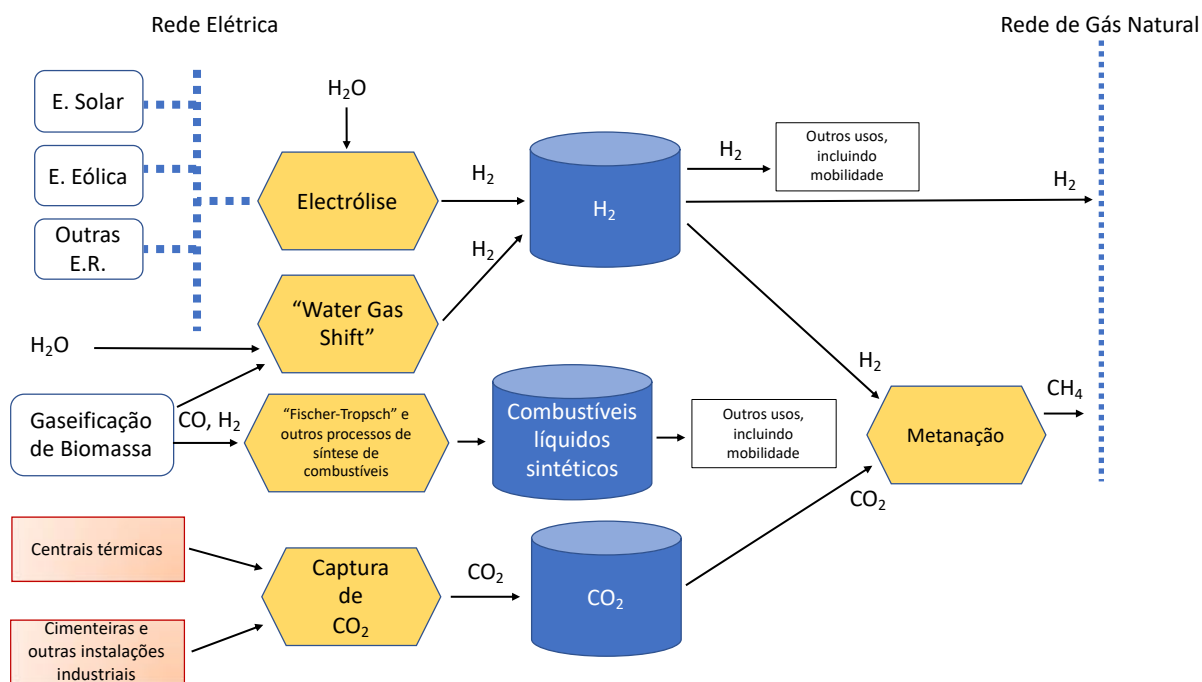 Rede Elétrica
Rede de Gás Natural
E. Solar
E. Eólica
Outras
E.R.
H₂O
Electrólise
H₂
H₂
H₂
Outros usos,
incluindo
mobilidade
H₂
H₂
“Water Gas
Shift”
H₂O
Gaseificação
de Biomassa
CO, H₂
“Fischer-Tropsch” e
outros processos de
síntese de
combustíveis
Combustíveis
líquidos
sintéticos
Outros usos,
incluindo
mobilidade
H₂
Metanação
CH₄
CO₂
Centrais térmicas
Cimenteiras e
outras instalações
industriais
Captura
de
CO₂
CO₂
CO₂